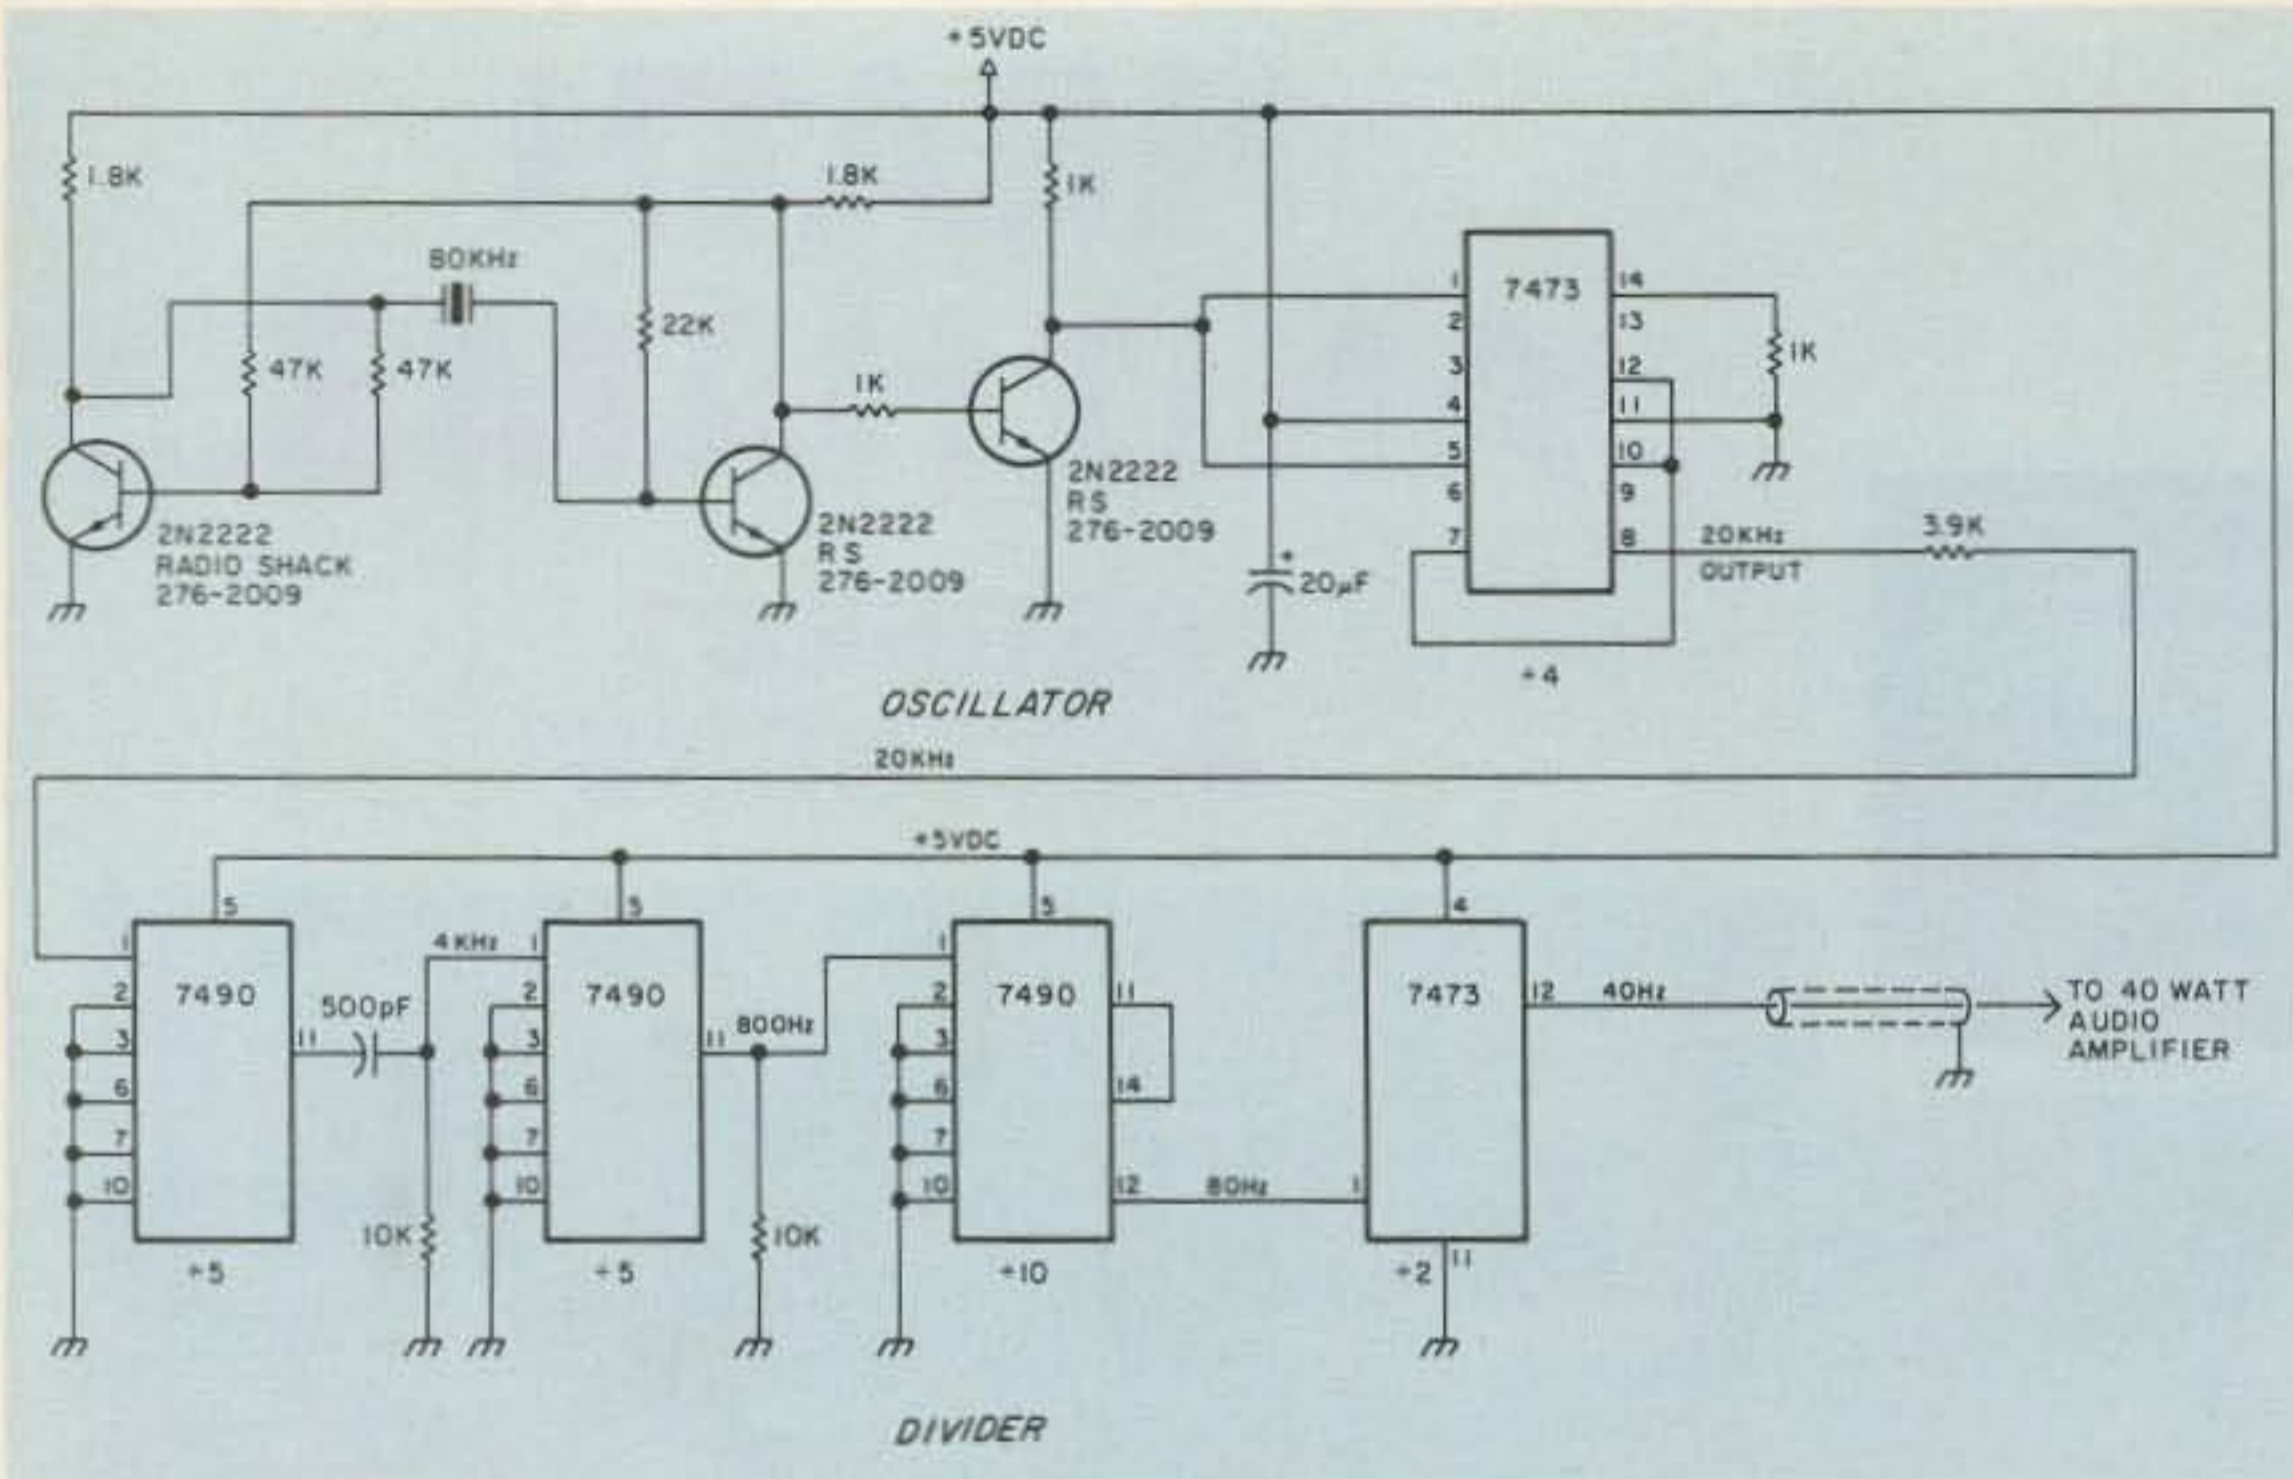 +5VDC
1.8K
1.8K
1K
80KHz
47K
47K
22K
1K
2N2222
RADIO SHACK
276-2009
2N2222
RS
276-2009
2N2222
RS
276-2009
20µF
+
7473
1
2
3
4
5
6
7
14
13
12
11
10
9
8
1K
20KHz
OUTPUT
3.9K
÷4
OSCILLATOR
20KHz
+5VDC
5
1
2
3
6
7
10
7490
11
÷5
500pF
4KHz
10K
5
1
2
3
6
7
10
7490
11
÷5
800Hz
10K
5
1
2
3
6
7
10
7490
11
14
12
÷10
80Hz
4
1
7473
12
11
÷2
40Hz
TO 40 WATT
AUDIO
AMPLIFIER
DIVIDER